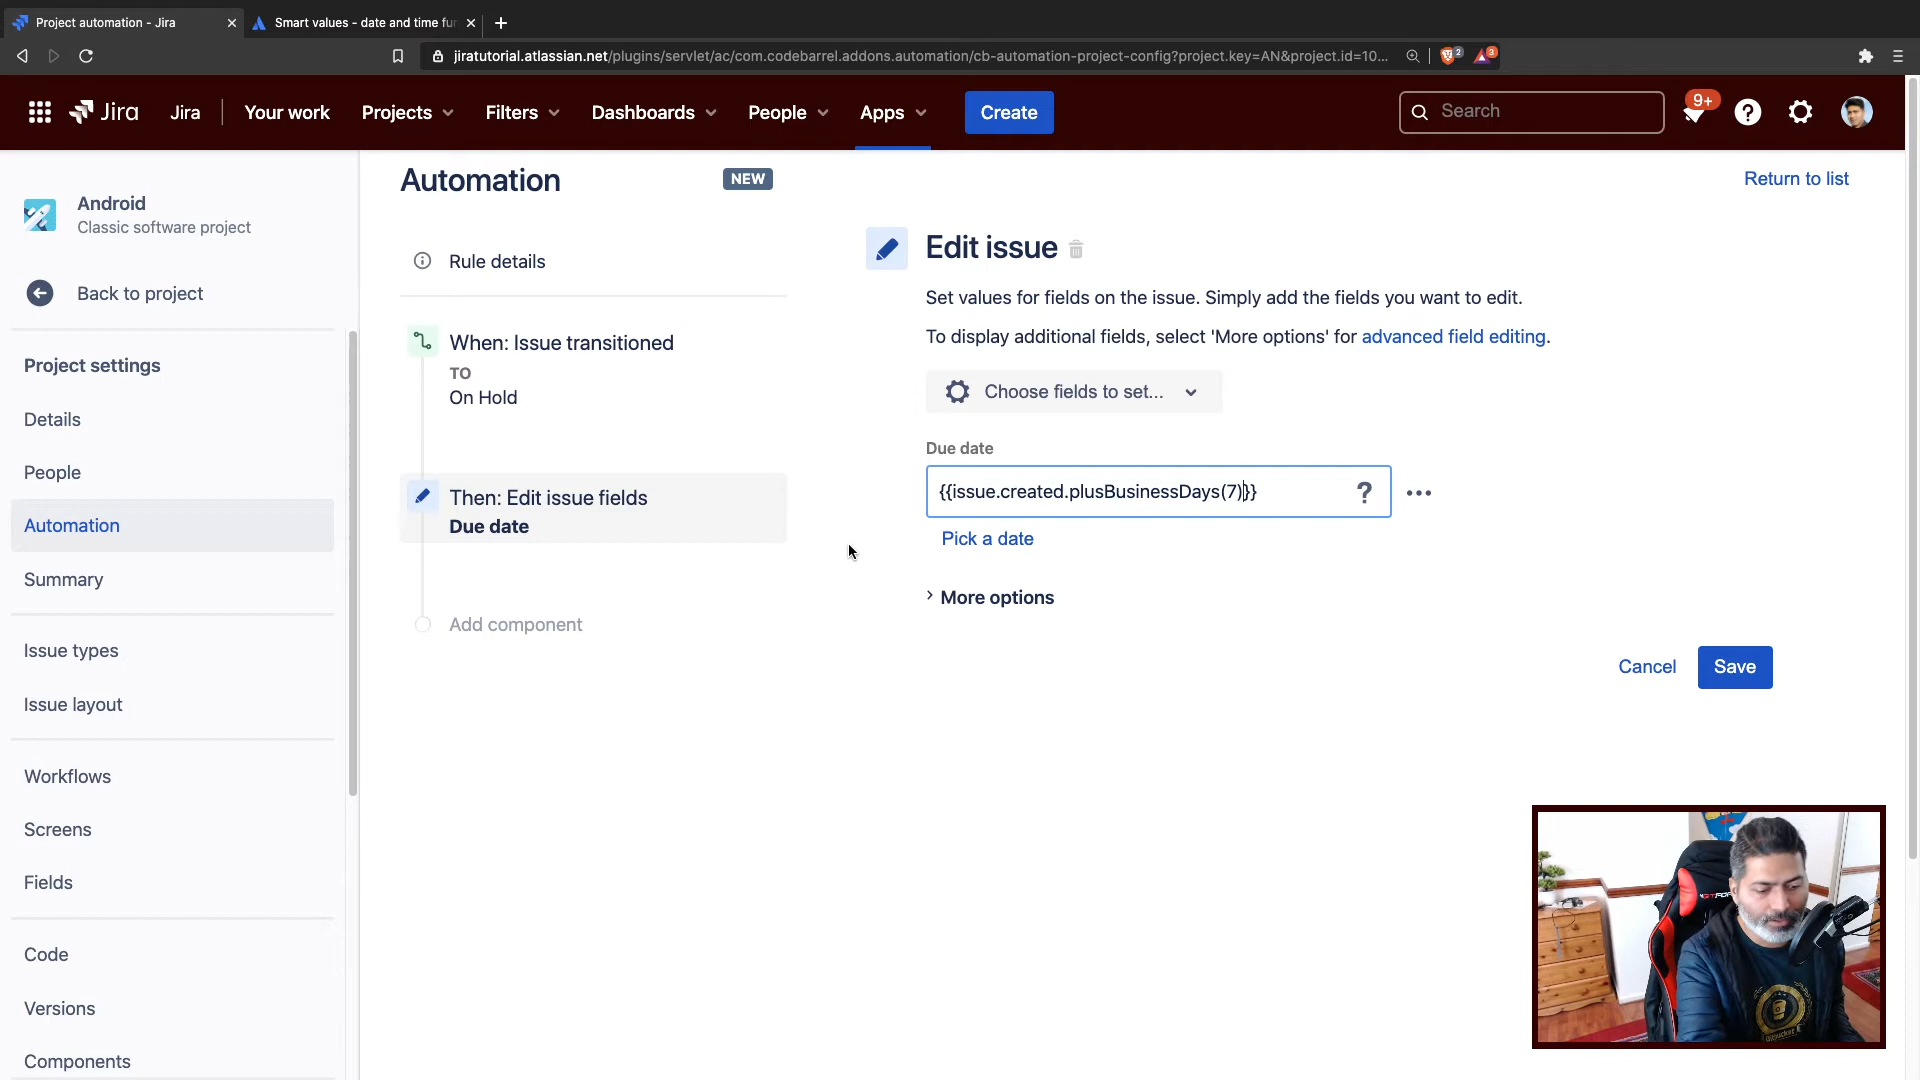 Project automation - Jira
Smart values - date and time fun
jiratutorial.atlassian.net/plugins/servlet/ac/com.codebarrel.addons.automation/cb-automation-project-config?project.key=AN&project.id=10...
2
3
Jira
Jira
Your work
Projects
Filters
Dashboards
People
Apps
Create
Search
9+
Android
Classic software project
Back to project
Project settings
Details
People
Automation
Summary
Issue types
Issue layout
Workflows
Screens
Fields
Code
Versions
Components
Automation
NEW
Return to list
Rule details
When: Issue transitioned
TO
On Hold
Then: Edit issue fields
Due date
Add component
Edit issue
Set values for fields on the issue. Simply add the fields you want to edit.
To display additional fields, select 'More options' for advanced field editing.
Choose fields to set...
Due date
{{issue.created.plusBusinessDays(7)}}
?
Pick a date
More options
Cancel
Save